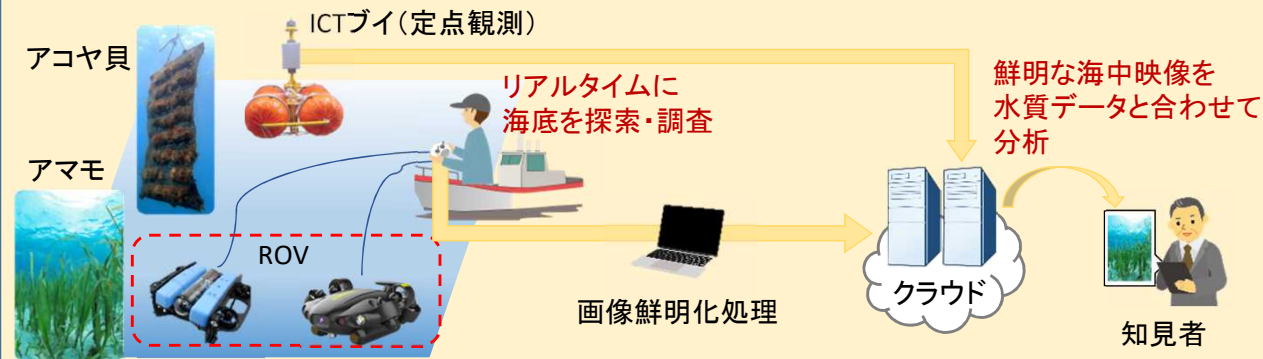 ICTブイ(定点観測)
アコヤ貝
リアルタイムに
海底を探索・調査
鮮明な海中映像を
水質データと合わせて
分析
アマモ
ROV
画像鮮明化処理
クラウド
知見者